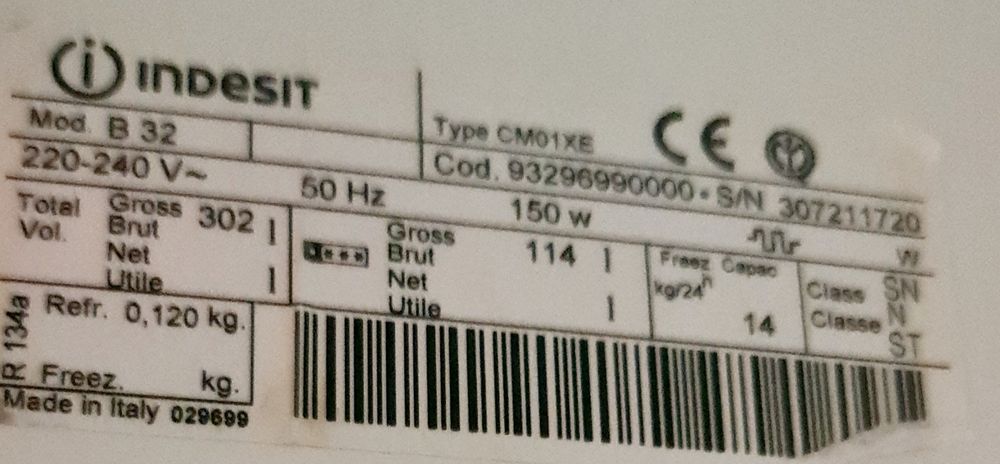 INDESIT
Mod. B 32
Type CM01XE
CE
Cod. 93296990000 • S/N 307211720
220-240 V~ 50 Hz 150 W W
Total Vol. Gross Brut 302 l
Net Utile l
Gross Brut 114 l
Net Utile l
Freez Capac
kg/24h 14
Class Classe SN
N
ST
R 134a
Refr. 0,120 kg.
Freez. kg.
Made in Italy 029699